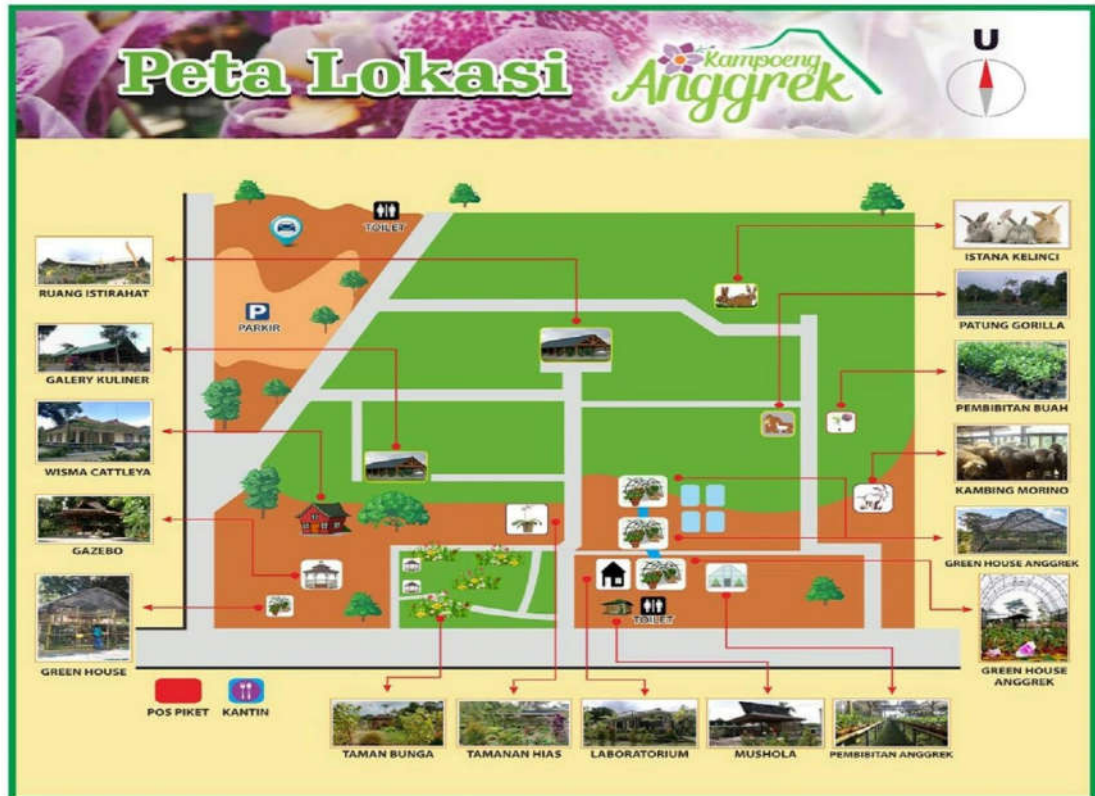 Peta Lokasi
Kampoeng
Anggrek
U
TOILET
P
PARKIR
RUANG ISTIRAHAT
GALERY KULINER
WISMA CATTLEYA
GAZEBO
GREEN HOUSE
ISTANA KELINCI
PATUNG GORILLA
PEMBIBITAN BUAH
KAMBING MORINO
GREEN HOUSE ANGGREK
GREEN HOUSE
ANGGREK
TOILET
POS PIKET
KANTIN
TAMAN BUNGA
TAMANAN HIAS
LABORATORIUM
MUSHOLA
PEMBIBITAN ANGGREK